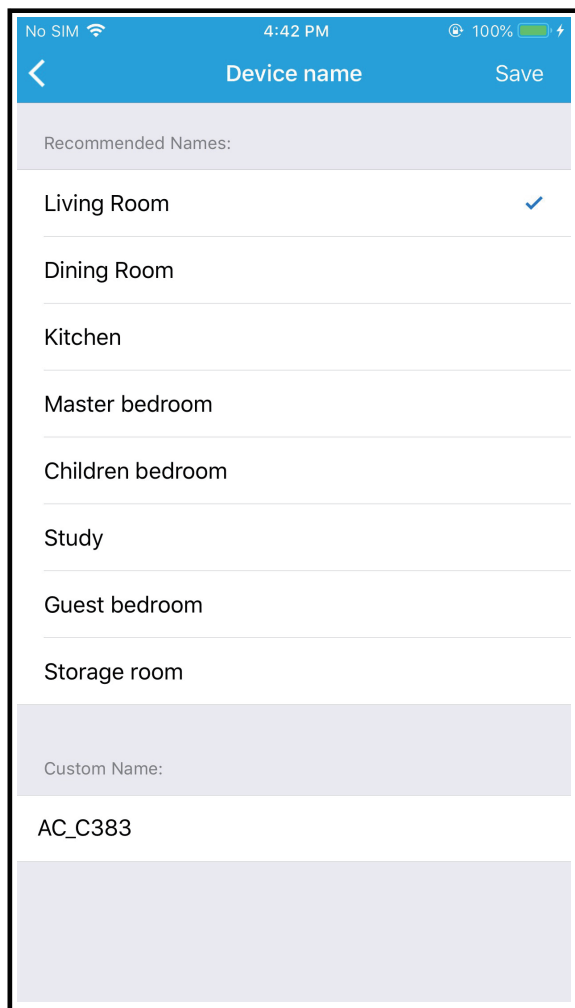 No SIM 4:42 PM 100%
Device name Save
Recommended Names:
Living Room
Dining Room
Kitchen
Master bedroom
Children bedroom
Study
Guest bedroom
Storage room
Custom Name:
AC_C383